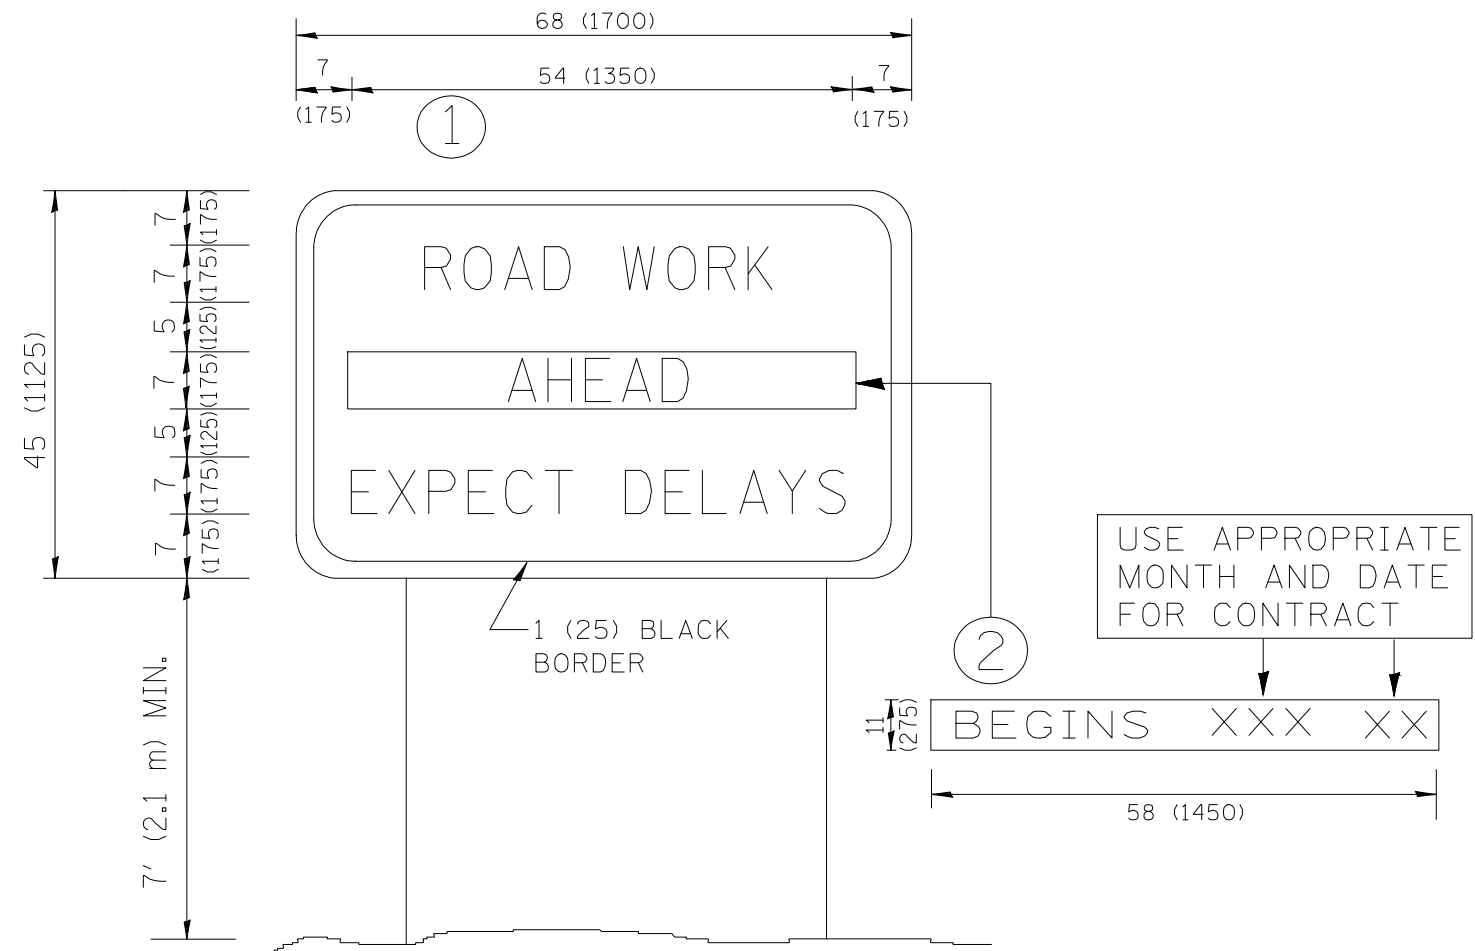 68 (1700)
7
54 (1350)
7
(175)
(175)
1
45 (1125)
7
(175)
7
(175)
5
(125)
7
(175)
5
(125)
7
(175)
7
(175)
7' (2.1 m) MIN.
ROAD WORK
AHEAD
EXPECT DELAYS
1 (25) BLACK
BORDER
USE APPROPRIATE
MONTH AND DATE
FOR CONTRACT
2
11
(275)
BEGINS XXX XX
58 (1450)